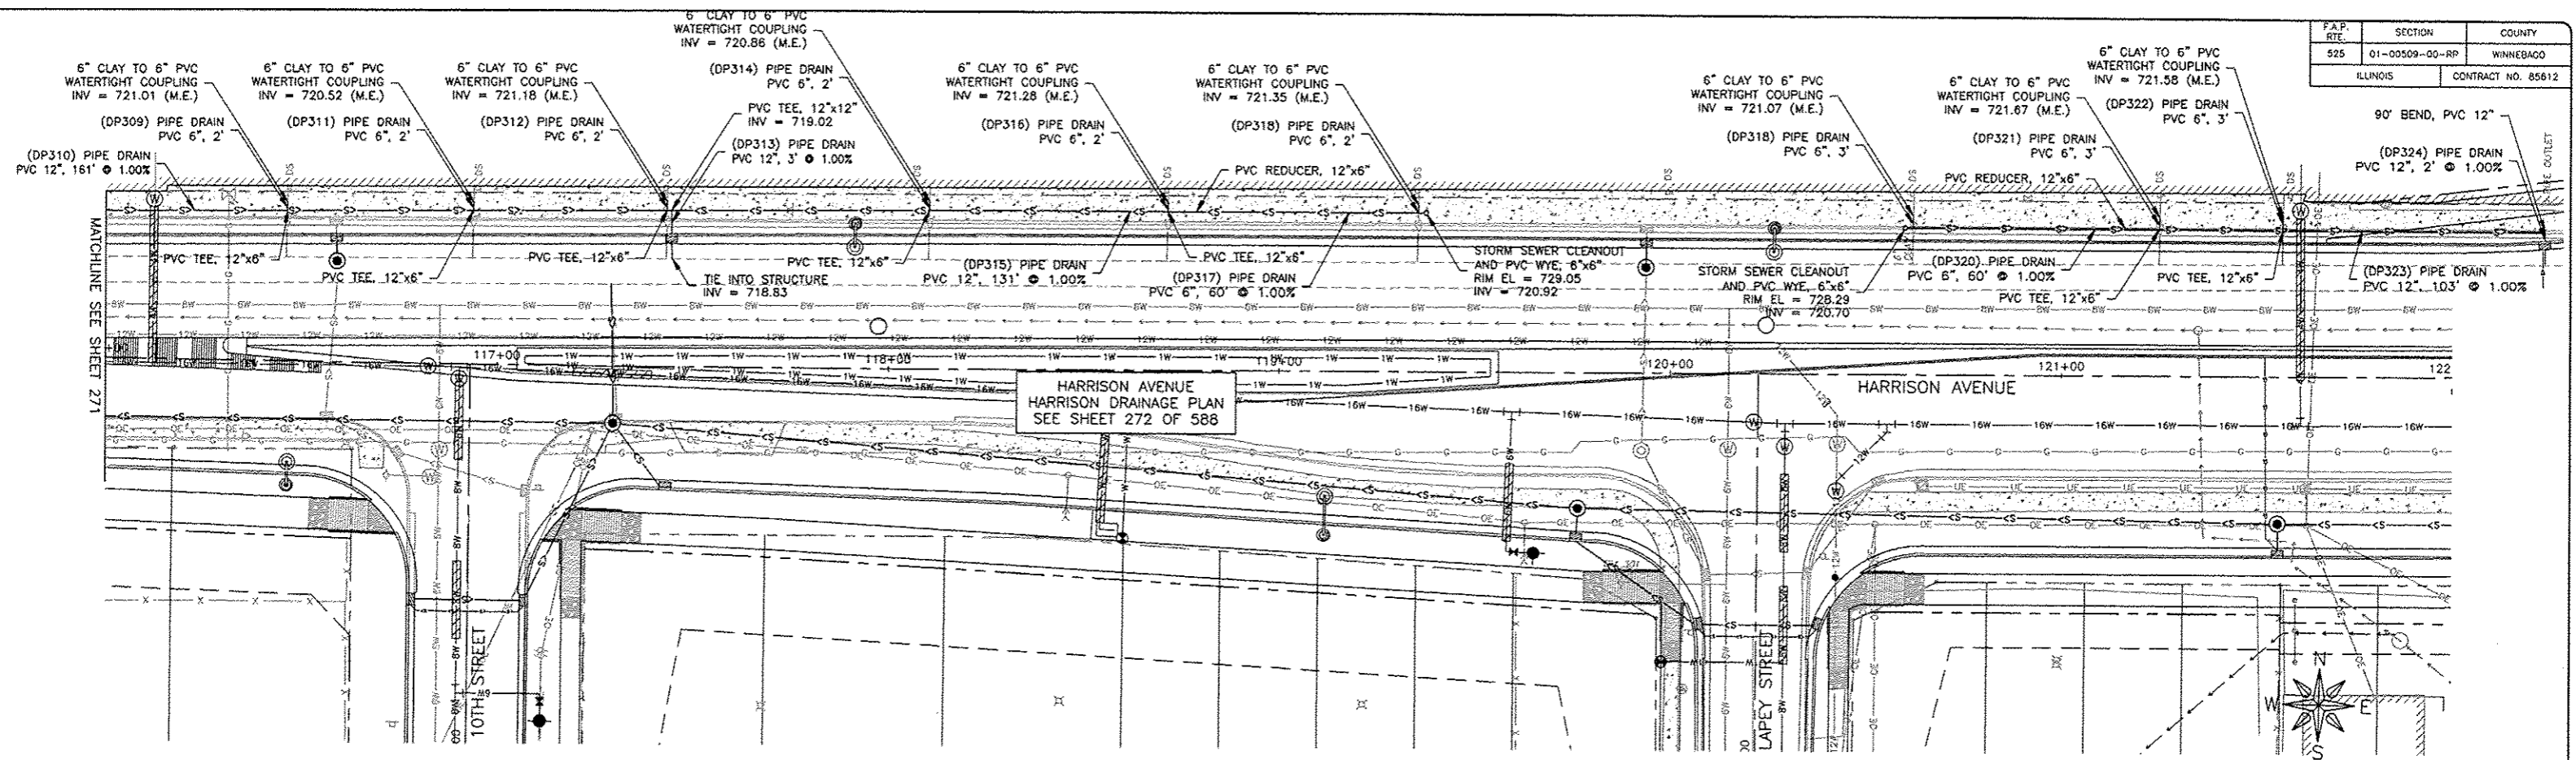 F.A.P. RTE.
SECTION
COUNTY
525
01-00509-00-RP
WINNEBAGO
ILLINOIS
CONTRACT NO. 85612
6" CLAY TO 6" PVC
WATERTIGHT COUPLING
INV = 721.01 (M.E.)
(DP309) PIPE DRAIN
PVC 6", 2'
(DP310) PIPE DRAIN
PVC 12", 161' @ 1.00%
6" CLAY TO 6" PVC
WATERTIGHT COUPLING
INV = 720.52 (M.E.)
(DP311) PIPE DRAIN
PVC 6", 2'
6" CLAY TO 6" PVC
WATERTIGHT COUPLING
INV = 721.18 (M.E.)
(DP312) PIPE DRAIN
PVC 6", 2'
6" CLAY TO 6" PVC
WATERTIGHT COUPLING
INV = 720.86 (M.E.)
(DP314) PIPE DRAIN
PVC 6", 2'
PVC TEE, 12"x12"
INV = 719.02
(DP313) PIPE DRAIN
PVC 12", 3' @ 1.00%
6" CLAY TO 6" PVC
WATERTIGHT COUPLING
INV = 721.28 (M.E.)
(DP316) PIPE DRAIN
PVC 6", 2'
6" CLAY TO 6" PVC
WATERTIGHT COUPLING
INV = 721.35 (M.E.)
(DP318) PIPE DRAIN
PVC 6", 2'
PVC REDUCER, 12"x6"
6" CLAY TO 6" PVC
WATERTIGHT COUPLING
INV = 721.07 (M.E.)
(DP318) PIPE DRAIN
PVC 6", 3'
6" CLAY TO 6" PVC
WATERTIGHT COUPLING
INV = 721.67 (M.E.)
(DP321) PIPE DRAIN
PVC 6", 3'
PVC REDUCER, 12"x6"
6" CLAY TO 6" PVC
WATERTIGHT COUPLING
INV = 721.58 (M.E.)
(DP322) PIPE DRAIN
PVC 6", 3'
90' BEND, PVC 12"
(DP324) PIPE DRAIN
PVC 12", 2' @ 1.00%
PIPE OUTLET
MATCHLINE SEE SHEET 271
PVC TEE, 12"x6"
PVC TEE, 12"x6"
PVC TEE, 12"x6"
TIE INTO STRUCTURE
INV = 718.83
PVC TEE, 12"x6"
(DP315) PIPE DRAIN
PVC 12", 131' @ 1.00%
PVC TEE, 12"x6"
(DP317) PIPE DRAIN
PVC 6", 60' @ 1.00%
STORM SEWER CLEANOUT
AND PVC WYE, 6"x6"
RIM EL = 729.05
INV = 720.92
STORM SEWER CLEANOUT
AND PVC WYE, 6"x6"
RIM EL = 728.29
INV = 720.70
(DP320) PIPE DRAIN
PVC 6", 60' @ 1.00%
PVC TEE, 12"x6"
PVC TEE, 12"x6"
(DP323) PIPE DRAIN
PVC 12", 103' @ 1.00%
117+00
118+00
119+00
120+00
121+00
122
HARRISON AVENUE
HARRISON DRAINAGE PLAN
SEE SHEET 272 OF 588
HARRISON AVENUE
10TH STREET
LAPEY STREET
N
W
E
S